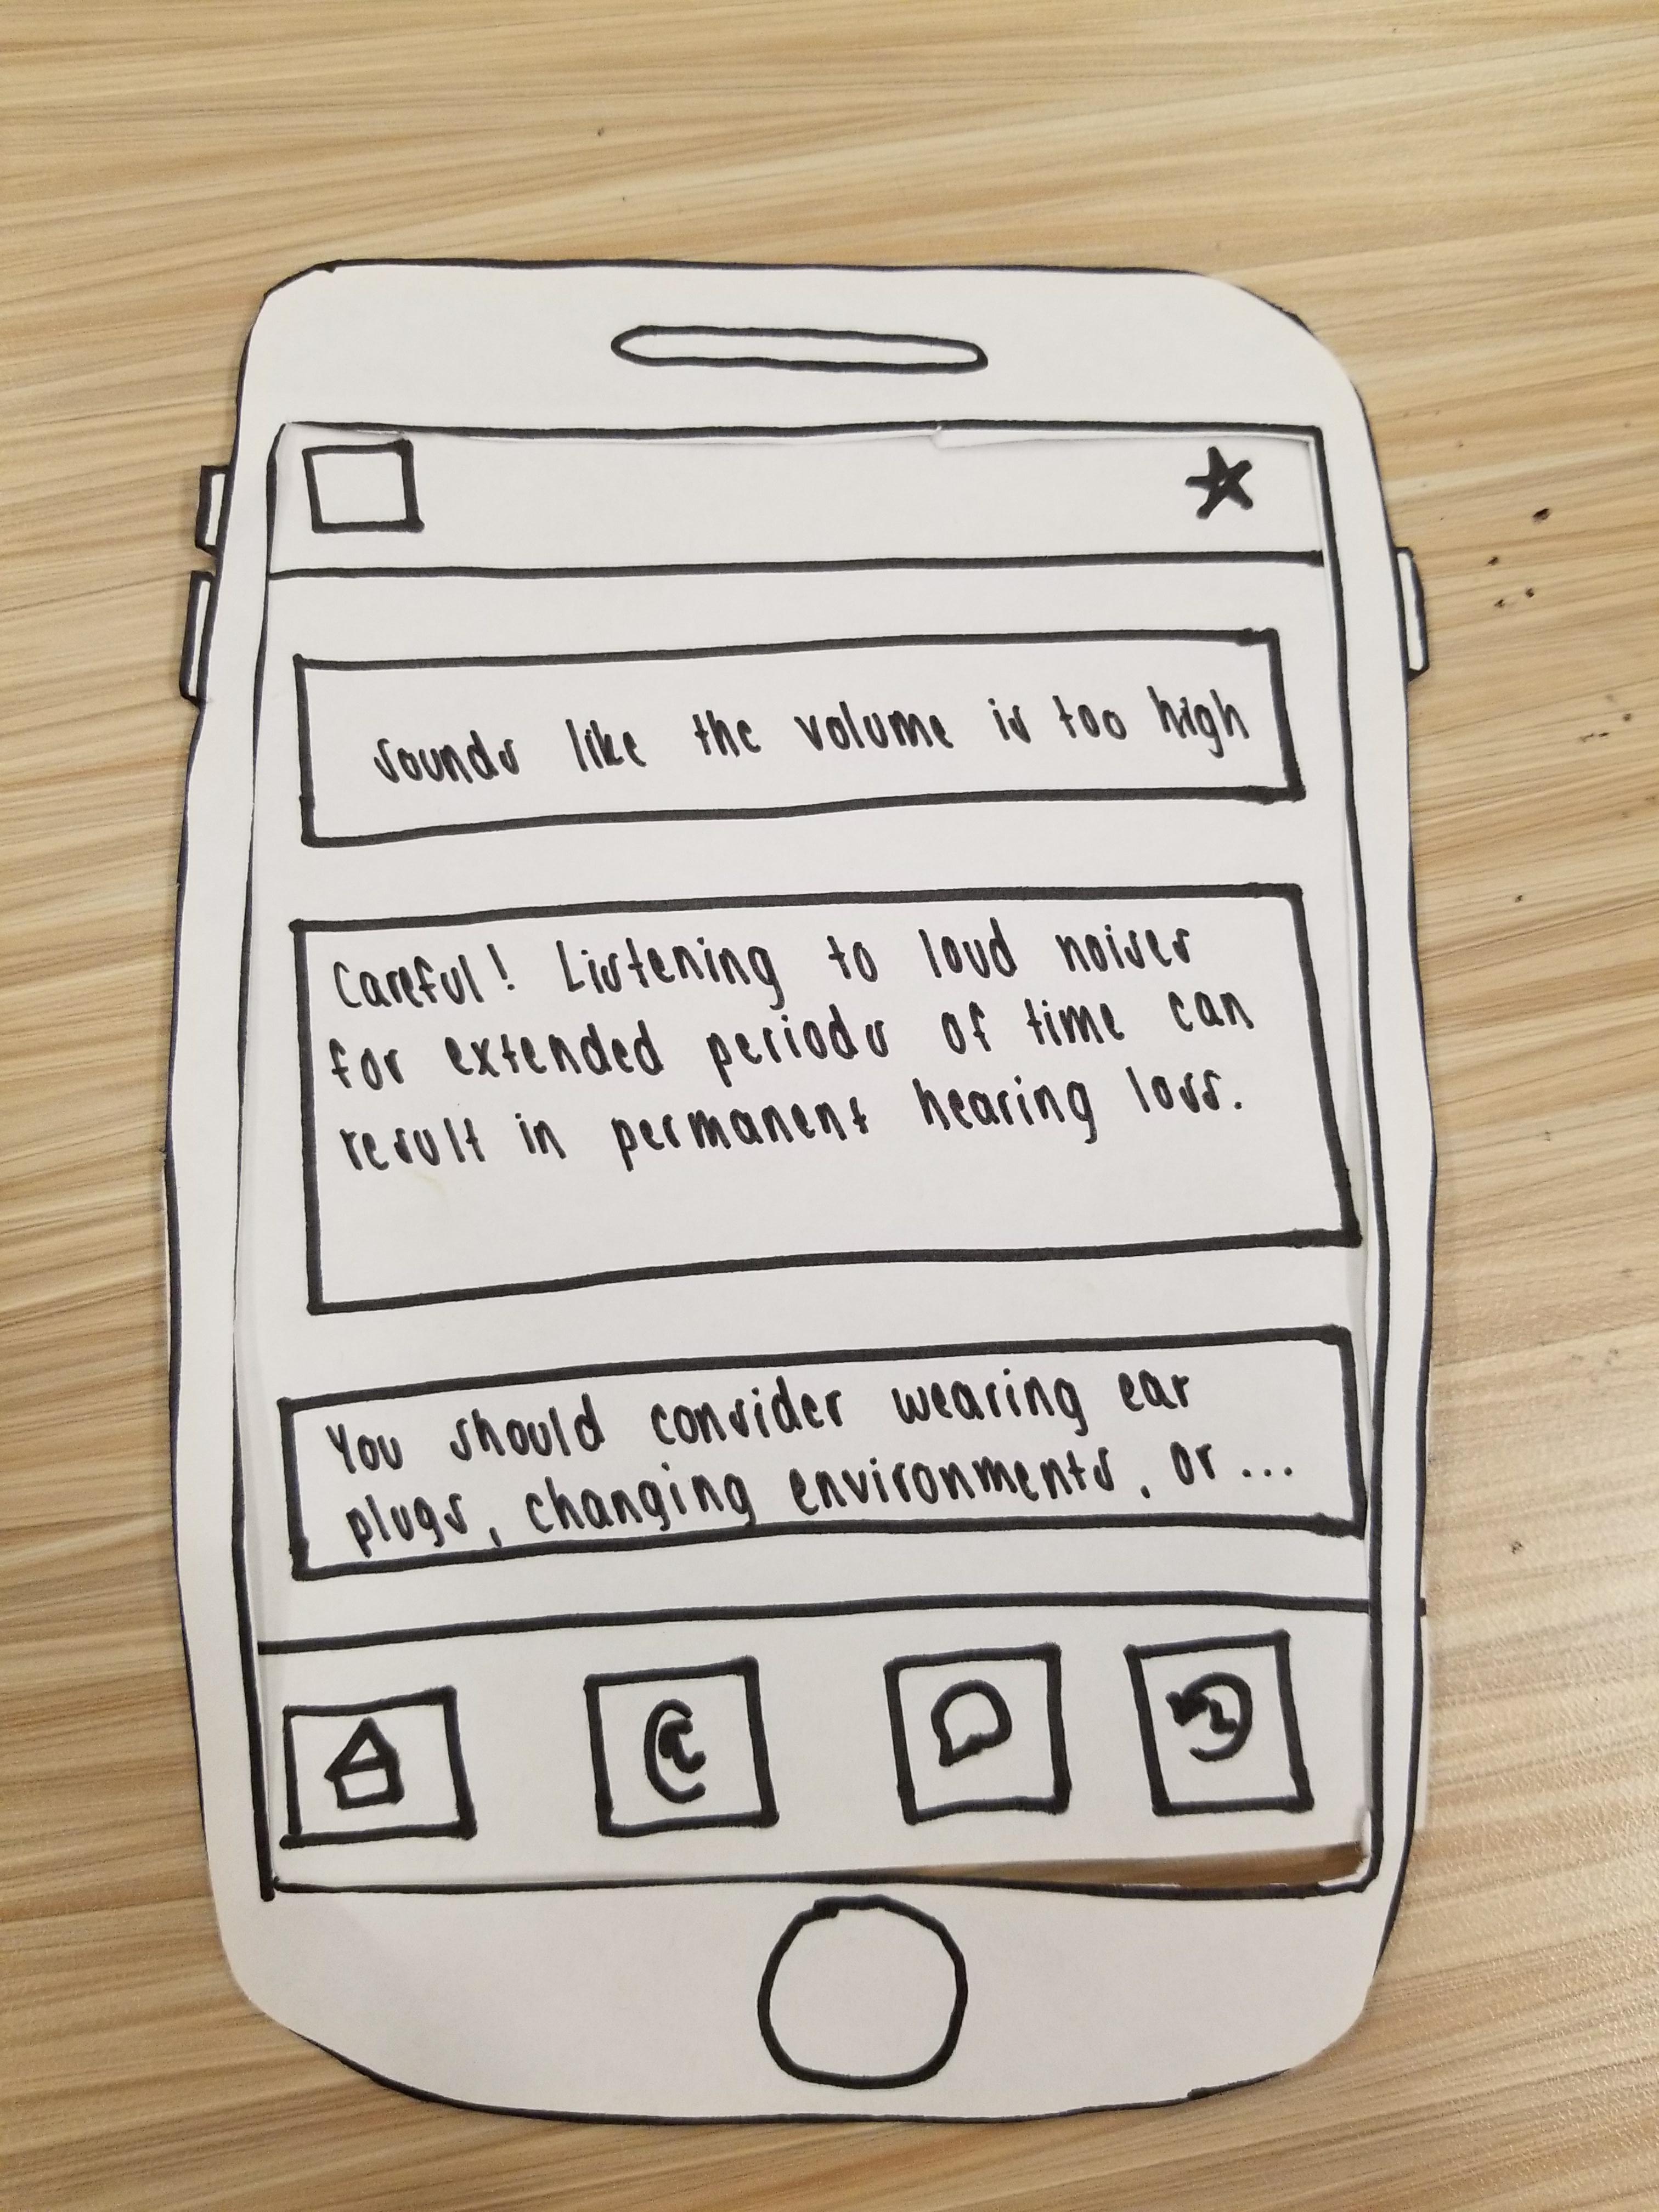 sounds like the volume is too high
Careful! Listening to loud noises
for extended periods of time can
result in permanent hearing loss.
You should consider wearing ear
plugs, changing environments, or...